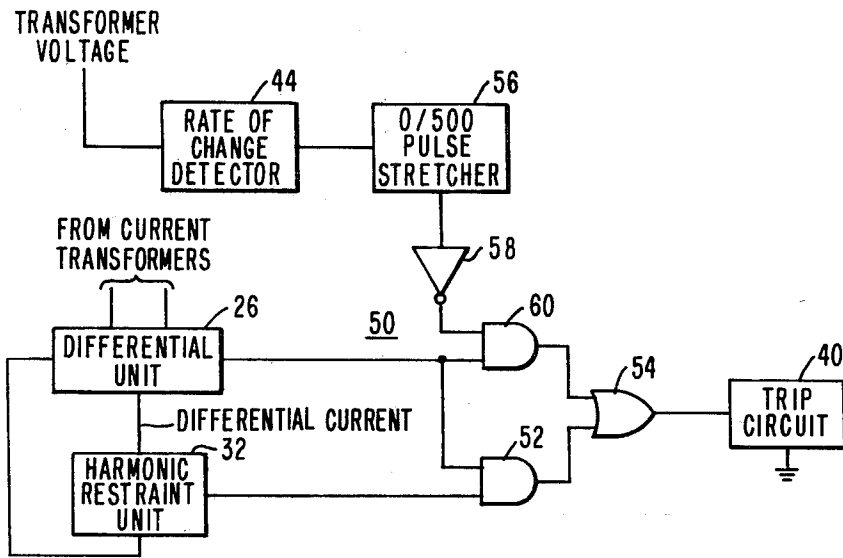 TRANSFORMER
VOLTAGE
44
RATE OF
CHANGE
DETECTOR
56
0/500
PULSE
STRETCHER
FROM CURRENT
TRANSFORMERS
26
DIFFERENTIAL
UNIT
58
50
60
54
40
TRIP
CIRCUIT
DIFFERENTIAL CURRENT
32
HARMONIC
RESTRAINT
UNIT
52